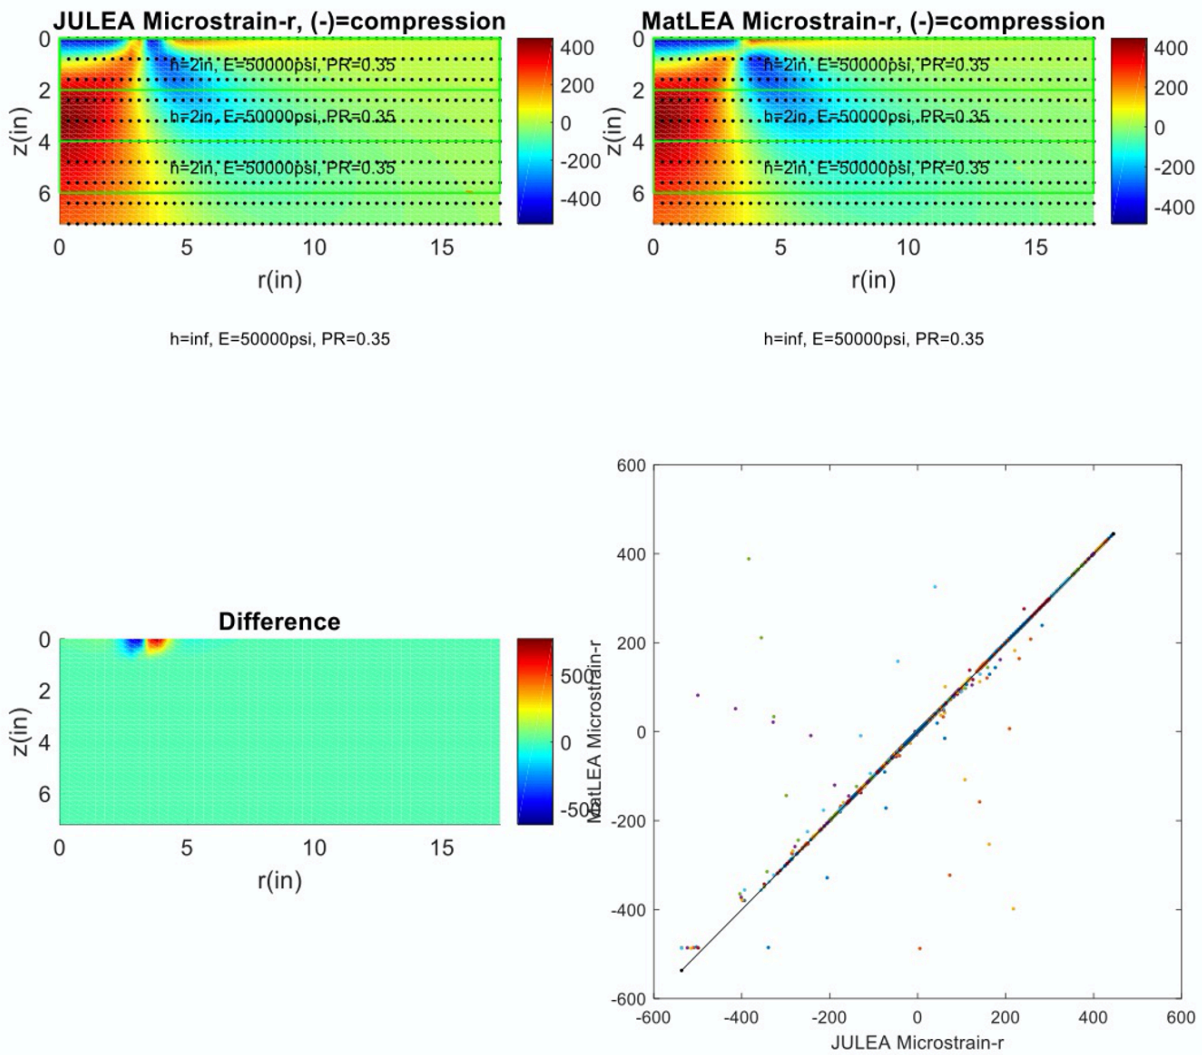 JULEA Microstrain-r, (-)=compression
0
2
4
6
z(in)
h=2in, E=50000psi, PR=0.35
h=2in, E=50000psi, PR=0.35
h=2in, E=50000psi, PR=0.35
0
5
10
15
r(in)
400
200
0
-200
-400
h=inf, E=50000psi, PR=0.35
MatLEA Microstrain-r, (-)=compression
0
2
4
6
z(in)
h=2in, E=50000psi, PR=0.35
h=2in, E=50000psi, PR=0.35
h=2in, E=50000psi, PR=0.35
0
5
10
15
r(in)
400
200
0
-200
-400
h=inf, E=50000psi, PR=0.35
Difference
0
2
4
6
z(in)
0
5
10
15
r(in)
500
0
-500
600
400
200
0
-200
-400
-600
MatLEA Microstrain-r
-600
-400
-200
0
200
400
600
JULEA Microstrain-r